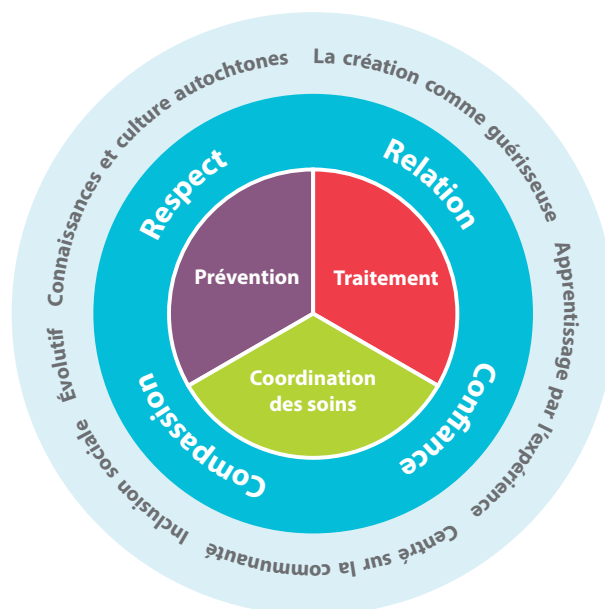 Connaissances et culture autochtones
La création comme guérisseuse
Apprentissage par l'expérience
Centré sur la communauté
Inclusion sociale
Évolutif
Respect
Relation
Confiance
Compassion
Prévention
Traitement
Coordination
des soins